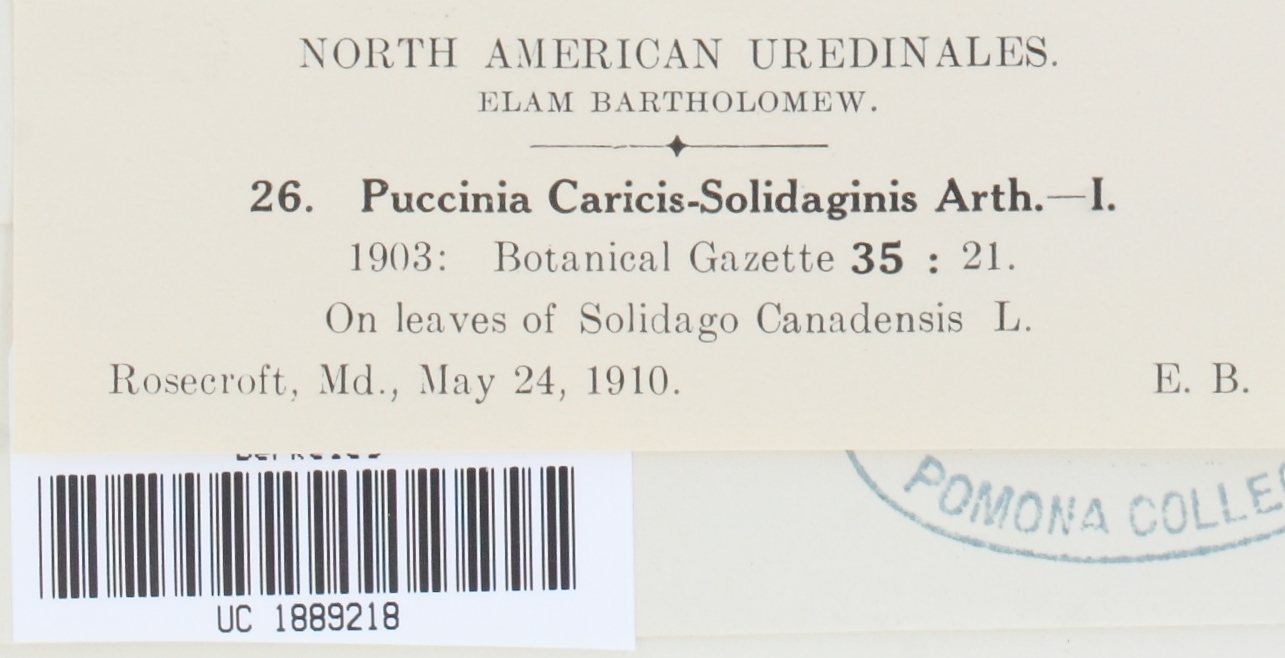 NORTH AMERICAN UREDINALES.
ELAM BARTHOLOMEW.
26. Puccinia Caricis-Solidaginis Arth.—I.
1903: Botanical Gazette 35 : 21.
On leaves of Solidago Canadensis L.
Rosecroft, Md., May 24, 1910. E. B.
POMONA
UC 1889218